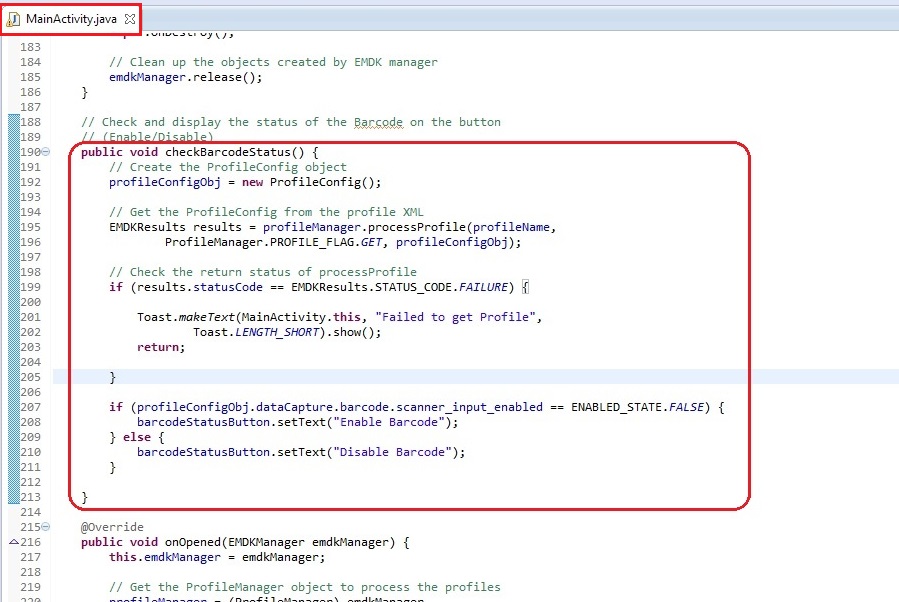 MainActivity.java
.onDestroy();
183
184 // Clean up the objects created by EMDK manager
185 emdkManager.release();
186 }
187
188 // Check and display the status of the Barcode on the button
189 // (Enable/Disable)
190 public void checkBarcodeStatus() {
191 // Create the ProfileConfig object
192 profileConfigObj = new ProfileConfig();
193
194 // Get the ProfileConfig from the profile XML
195 EMDKResults results = profileManager.processProfile(profileName,
196 ProfileManager.PROFILE_FLAG.GET, profileConfigObj);
197
198 // Check the return status of processProfile
199 if (results.statusCode == EMDKResults.STATUS_CODE.FAILURE) {
200
201 Toast.makeText(MainActivity.this, "Failed to get Profile",
202 Toast.LENGTH_SHORT).show();
203 return;
204
205 }
206
207 if (profileConfigObj.dataCapture.barcode.scanner_input_enabled == ENABLED_STATE.FALSE) {
208 barcodeStatusButton.setText("Enable Barcode");
209 } else {
210 barcodeStatusButton.setText("Disable Barcode");
211 }
212
213 }
214
215 @Override
216 public void onOpened(EMDKManager emdkManager) {
217 this.emdkManager = emdkManager;
218
219 // Get the ProfileManager object to process the profiles
220 profileManager = (ProfileManager) emdkManager